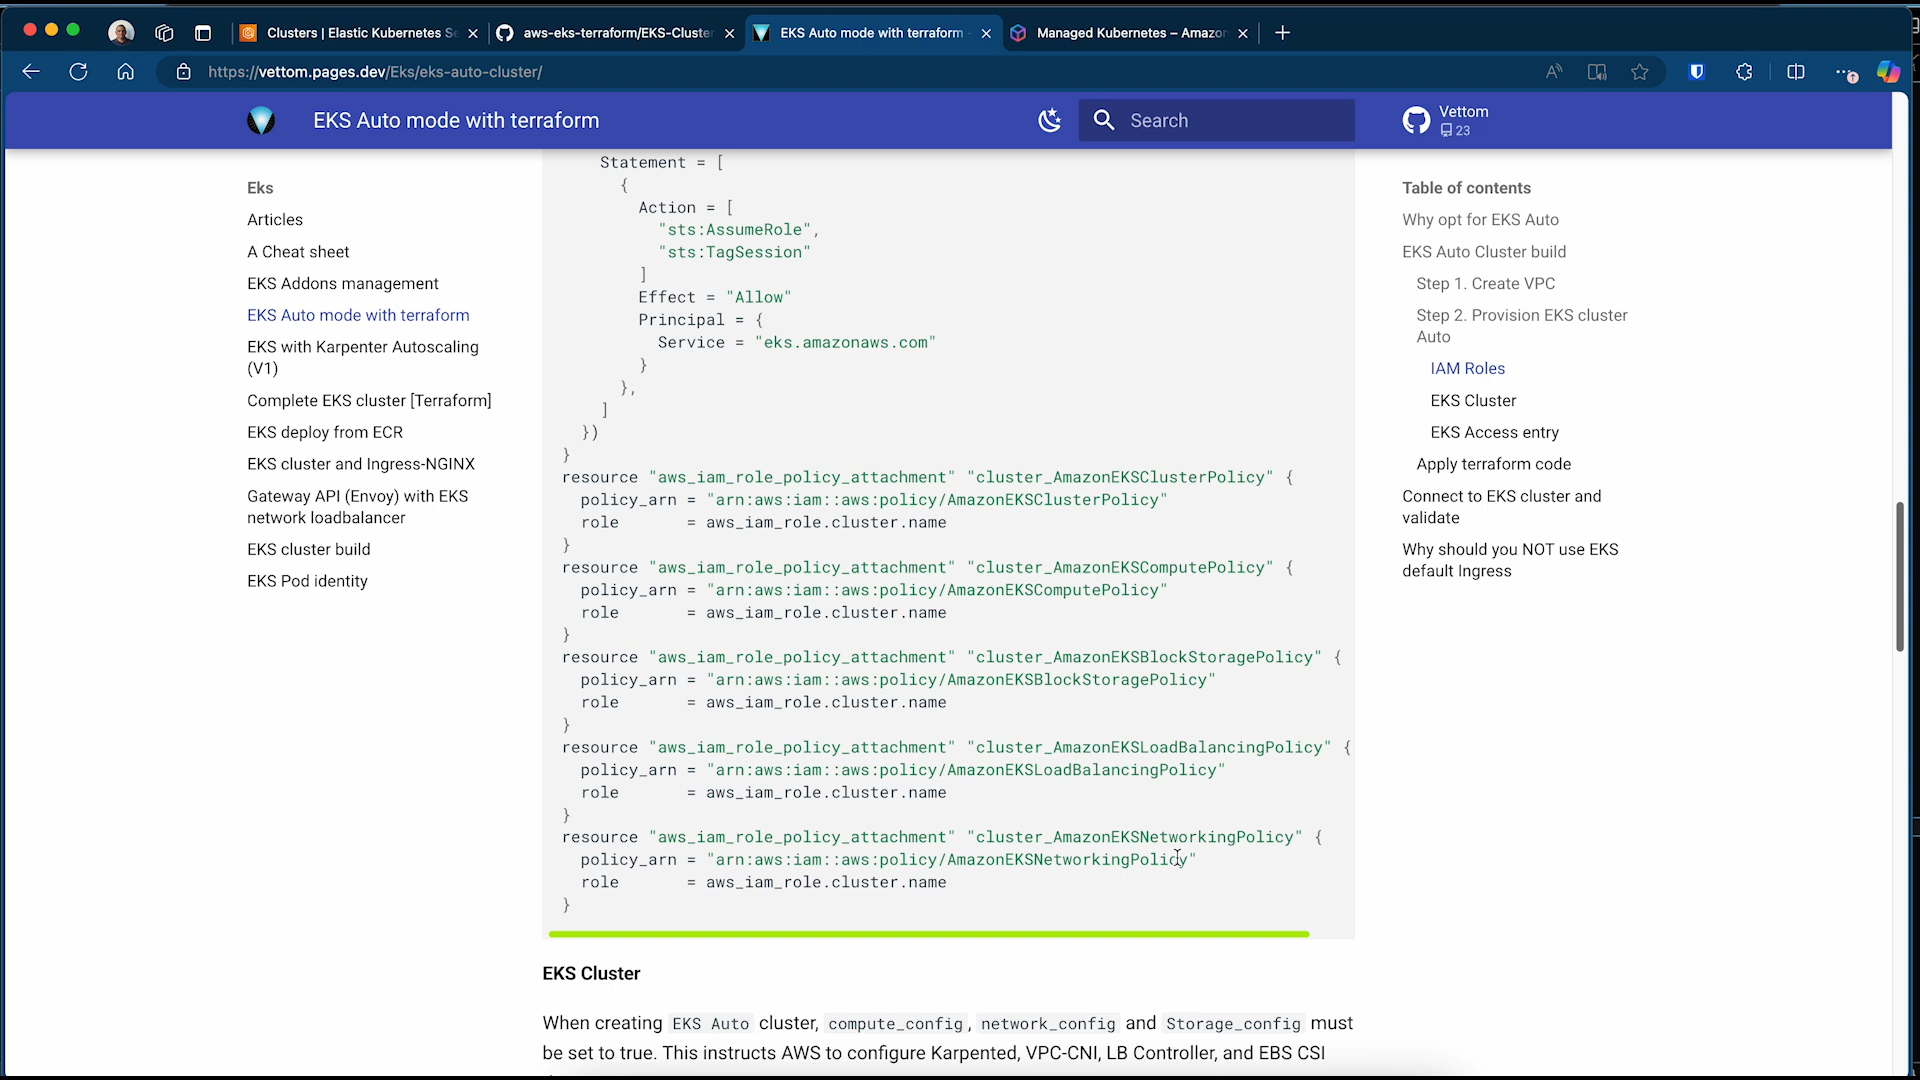 Clusters | Elastic Kubernetes Se
aws-eks-terraform/EKS-Cluster
EKS Auto mode with terraform
Managed Kubernetes – Amazon
https://vettom.pages.dev/Eks/eks-auto-cluster/
EKS Auto mode with terraform
Search
Vettom
23
Eks
Articles
A Cheat sheet
EKS Addons management
EKS Auto mode with terraform
EKS with Karpenter Autoscaling
(V1)
Complete EKS cluster [Terraform]
EKS deploy from ECR
EKS cluster and Ingress-NGINX
Gateway API (Envoy) with EKS
network loadbalancer
EKS cluster build
EKS Pod identity
Statement = [
{
Action = [
"sts:AssumeRole",
"sts:TagSession"
]
Effect = "Allow"
Principal = {
Service = "eks.amazonaws.com"
}
},
]
})
}
resource "aws_iam_role_policy_attachment" "cluster_AmazonEKSClusterPolicy" {
policy_arn = "arn:aws:iam::aws:policy/AmazonEKSClusterPolicy"
role       = aws_iam_role.cluster.name
}
resource "aws_iam_role_policy_attachment" "cluster_AmazonEKSComputePolicy" {
policy_arn = "arn:aws:iam::aws:policy/AmazonEKSComputePolicy"
role       = aws_iam_role.cluster.name
}
resource "aws_iam_role_policy_attachment" "cluster_AmazonEKSBlockStoragePolicy" {
policy_arn = "arn:aws:iam::aws:policy/AmazonEKSBlockStoragePolicy"
role       = aws_iam_role.cluster.name
}
resource "aws_iam_role_policy_attachment" "cluster_AmazonEKSLoadBalancingPolicy" {
policy_arn = "arn:aws:iam::aws:policy/AmazonEKSLoadBalancingPolicy"
role       = aws_iam_role.cluster.name
}
resource "aws_iam_role_policy_attachment" "cluster_AmazonEKSNetworkingPolicy" {
policy_arn = "arn:aws:iam::aws:policy/AmazonEKSNetworkingPolicy"
role       = aws_iam_role.cluster.name
}
EKS Cluster
When creating EKS Auto cluster, compute_config, network_config and Storage_config must
be set to true. This instructs AWS to configure Karpented, VPC-CNI, LB Controller, and EBS CSI
Table of contents
Why opt for EKS Auto
EKS Auto Cluster build
Step 1. Create VPC
Step 2. Provision EKS cluster
Auto
IAM Roles
EKS Cluster
EKS Access entry
Apply terraform code
Connect to EKS cluster and
validate
Why should you NOT use EKS
default Ingress